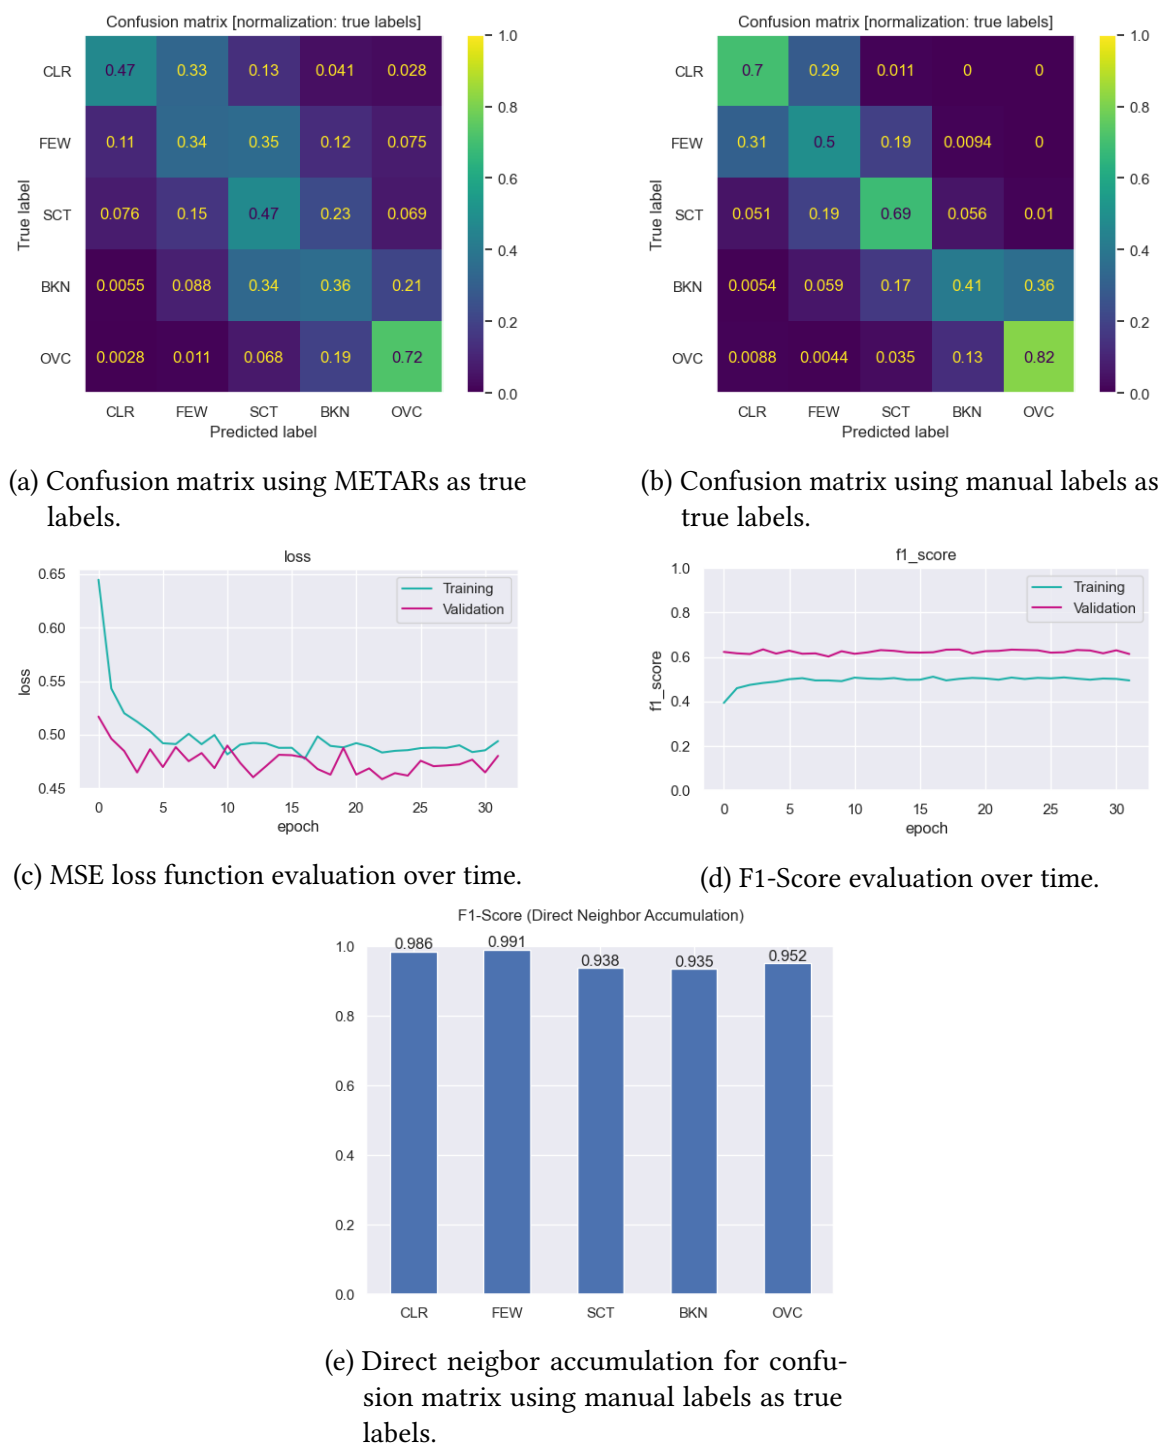 Confusion matrix [normalization: true labels]
CLR 0.47 0.33 0.13 0.041 0.028
FEW 0.11 0.34 0.35 0.12 0.075
SCT 0.076 0.15 0.47 0.23 0.069
BKN 0.0055 0.088 0.34 0.36 0.21
OVC 0.0028 0.011 0.068 0.19 0.72
CLR FEW SCT BKN OVC
Predicted label
True label
1.0
0.8
0.6
0.4
0.2
0.0
(a) Confusion matrix using METARs as true
labels.
Confusion matrix [normalization: true labels]
CLR 0.7 0.29 0.011 0 0
FEW 0.31 0.5 0.19 0.0094 0
SCT 0.051 0.19 0.69 0.056 0.01
BKN 0.0054 0.059 0.17 0.41 0.36
OVC 0.0088 0.0044 0.035 0.13 0.82
CLR FEW SCT BKN OVC
Predicted label
True label
1.0
0.8
0.6
0.4
0.2
0.0
(b) Confusion matrix using manual labels as
true labels.
loss
0.65
0.60
0.55
0.50
0.45
loss
Training
Validation
0 5 10 15 20 25 30
epoch
(c) MSE loss function evaluation over time.
f1_score
1.0
0.8
0.6
0.4
0.2
0.0
f1_score
Training
Validation
0 5 10 15 20 25 30
epoch
(d) F1-Score evaluation over time.
F1-Score (Direct Neighbor Accumulation)
0.986 0.991 0.938 0.935 0.952
1.0
0.8
0.6
0.4
0.2
0.0
CLR FEW SCT BKN OVC
(e) Direct neigbor accumulation for confu-
sion matrix using manual labels as true
labels.